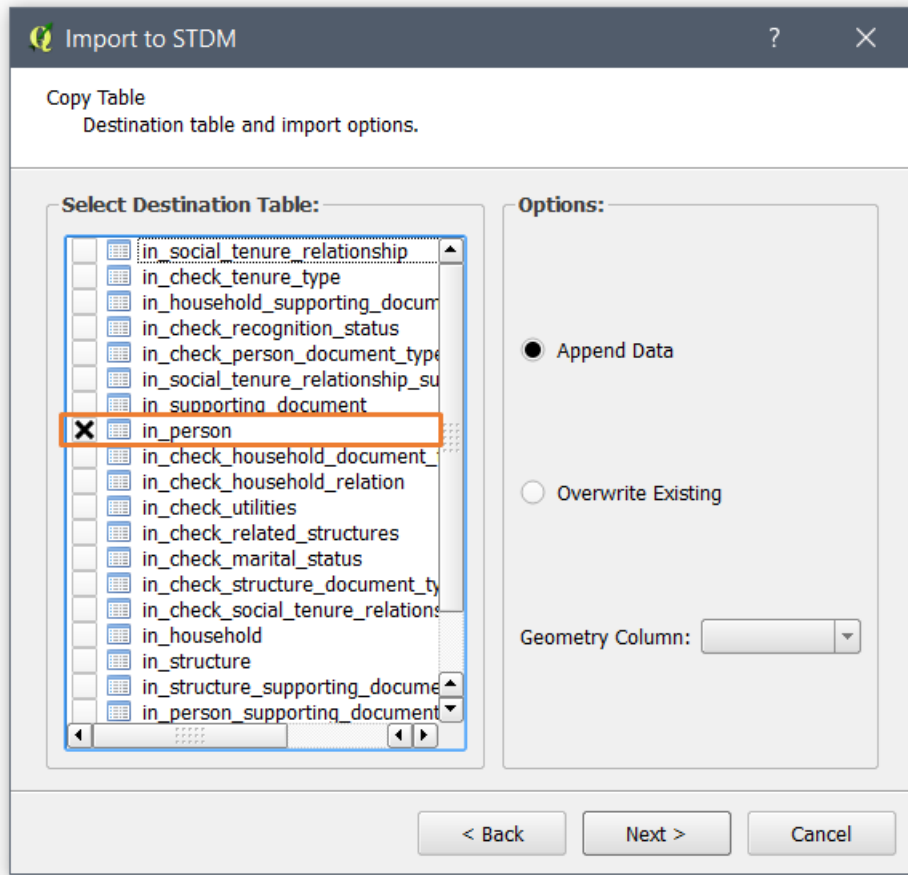 Import to STDM
Copy Table
Destination table and import options.
Select Destination Table:
in_social_tenure_relationship
in_check_tenure_type
in_household_supporting_docum
in_check_recognition_status
in_check_person_document_type
in_social_tenure_relationship_su
in_supporting_document
in_person
in_check_household_document_
in_check_household_relation
in_check_utilities
in_check_related_structures
in_check_marital_status
in_check_structure_document_ty
in_check_social_tenure_relations
in_household
in_structure
in_structure_supporting_docume
in_person_supporting_document
Options:
Append Data
Overwrite Existing
Geometry Column:
< Back
Next >
Cancel